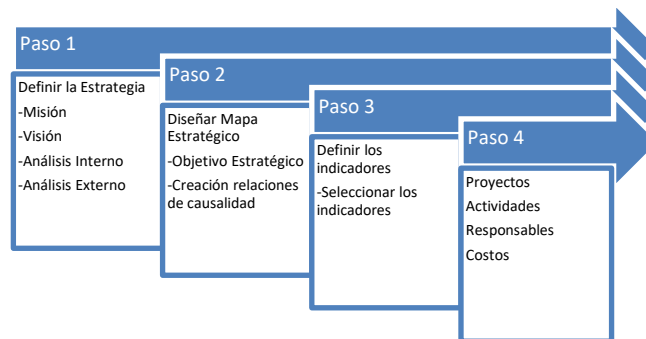 Paso 1
Definir la Estrategia
-Misión
-Visión
-Análisis Interno
-Análisis Externo
Paso 2
Diseñar Mapa
Estratégico
-Objetivo Estratégico
-Creación relaciones
de causalidad
Paso 3
Definir los
indicadores
-Seleccionar los
indicadores
Paso 4
Proyectos
Actividades
Responsables
Costos